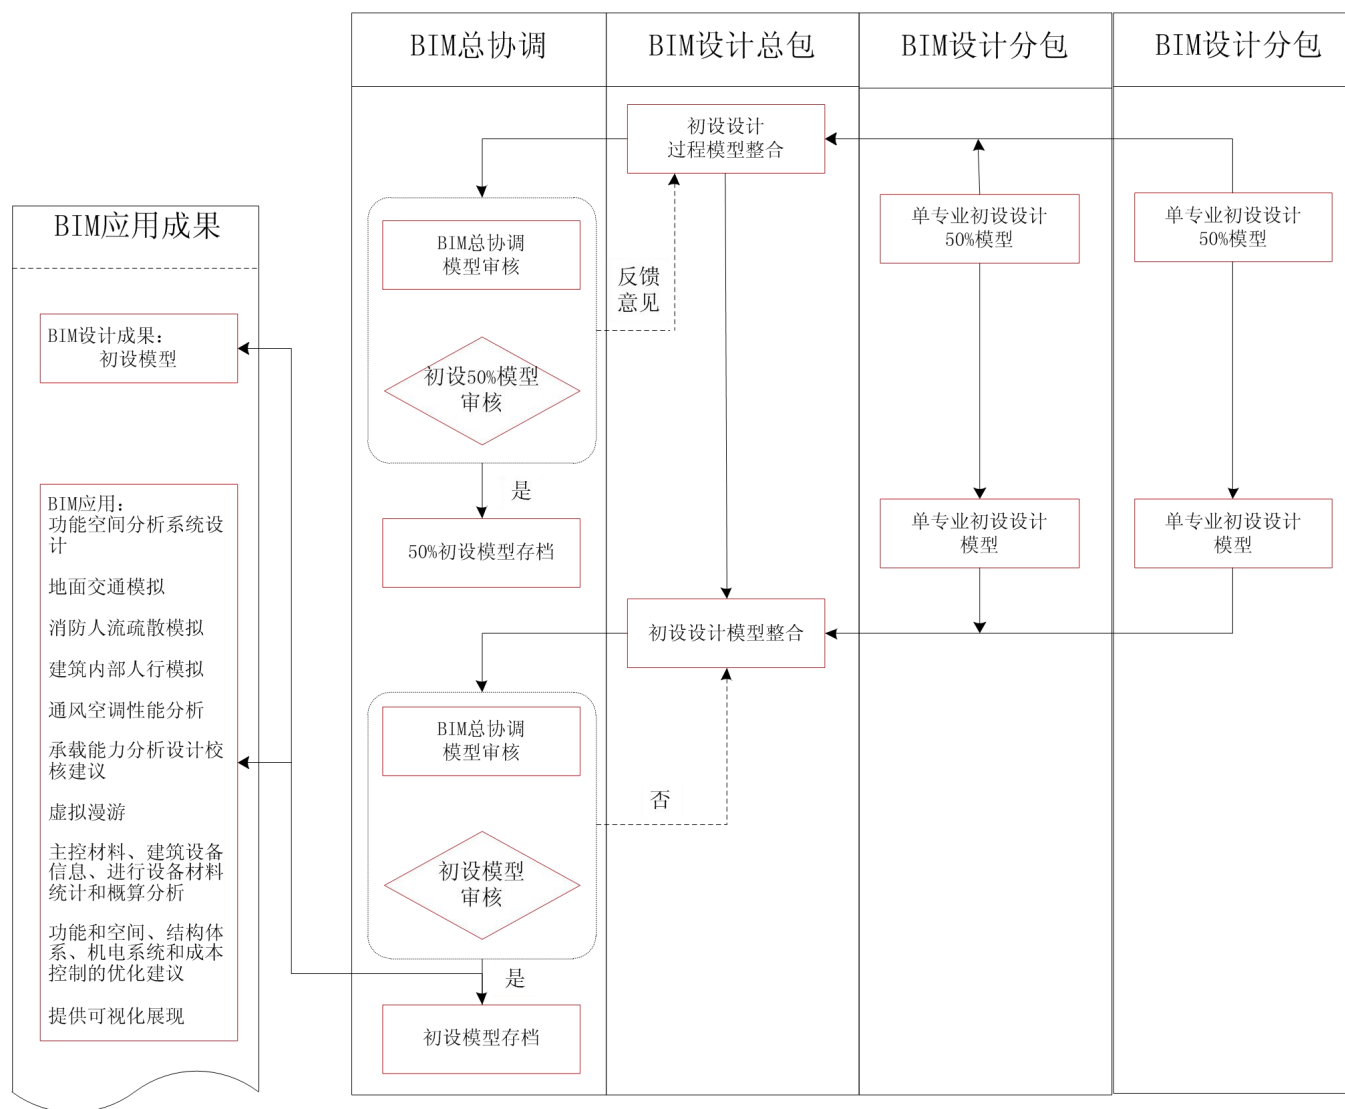 BIM总协调
BIM设计总包
BIM设计分包
BIM设计分包
初设设计
过程模型整合
单专业初设设计
50%模型
单专业初设设计
50%模型
BIM应用成果
BIM总协调
模型审核
反馈
意见
BIM设计成果：
初设模型
初设50%模型
审核
是
50%初设模型存档
单专业初设设计
模型
单专业初设设计
模型
BIM应用：
功能空间分析系统设
计
地面交通模拟
消防人流疏散模拟
建筑内部人行模拟
通风空调性能分析
承载能力分析设计校
核建议
虚拟漫游
主控材料、建筑设备
信息、进行设备材料
统计和概算分析
功能和空间、结构体
系、机电系统和成本
控制的优化建议
提供可视化展现
初设设计模型整合
BIM总协调
模型审核
否
初设模型
审核
是
初设模型存档